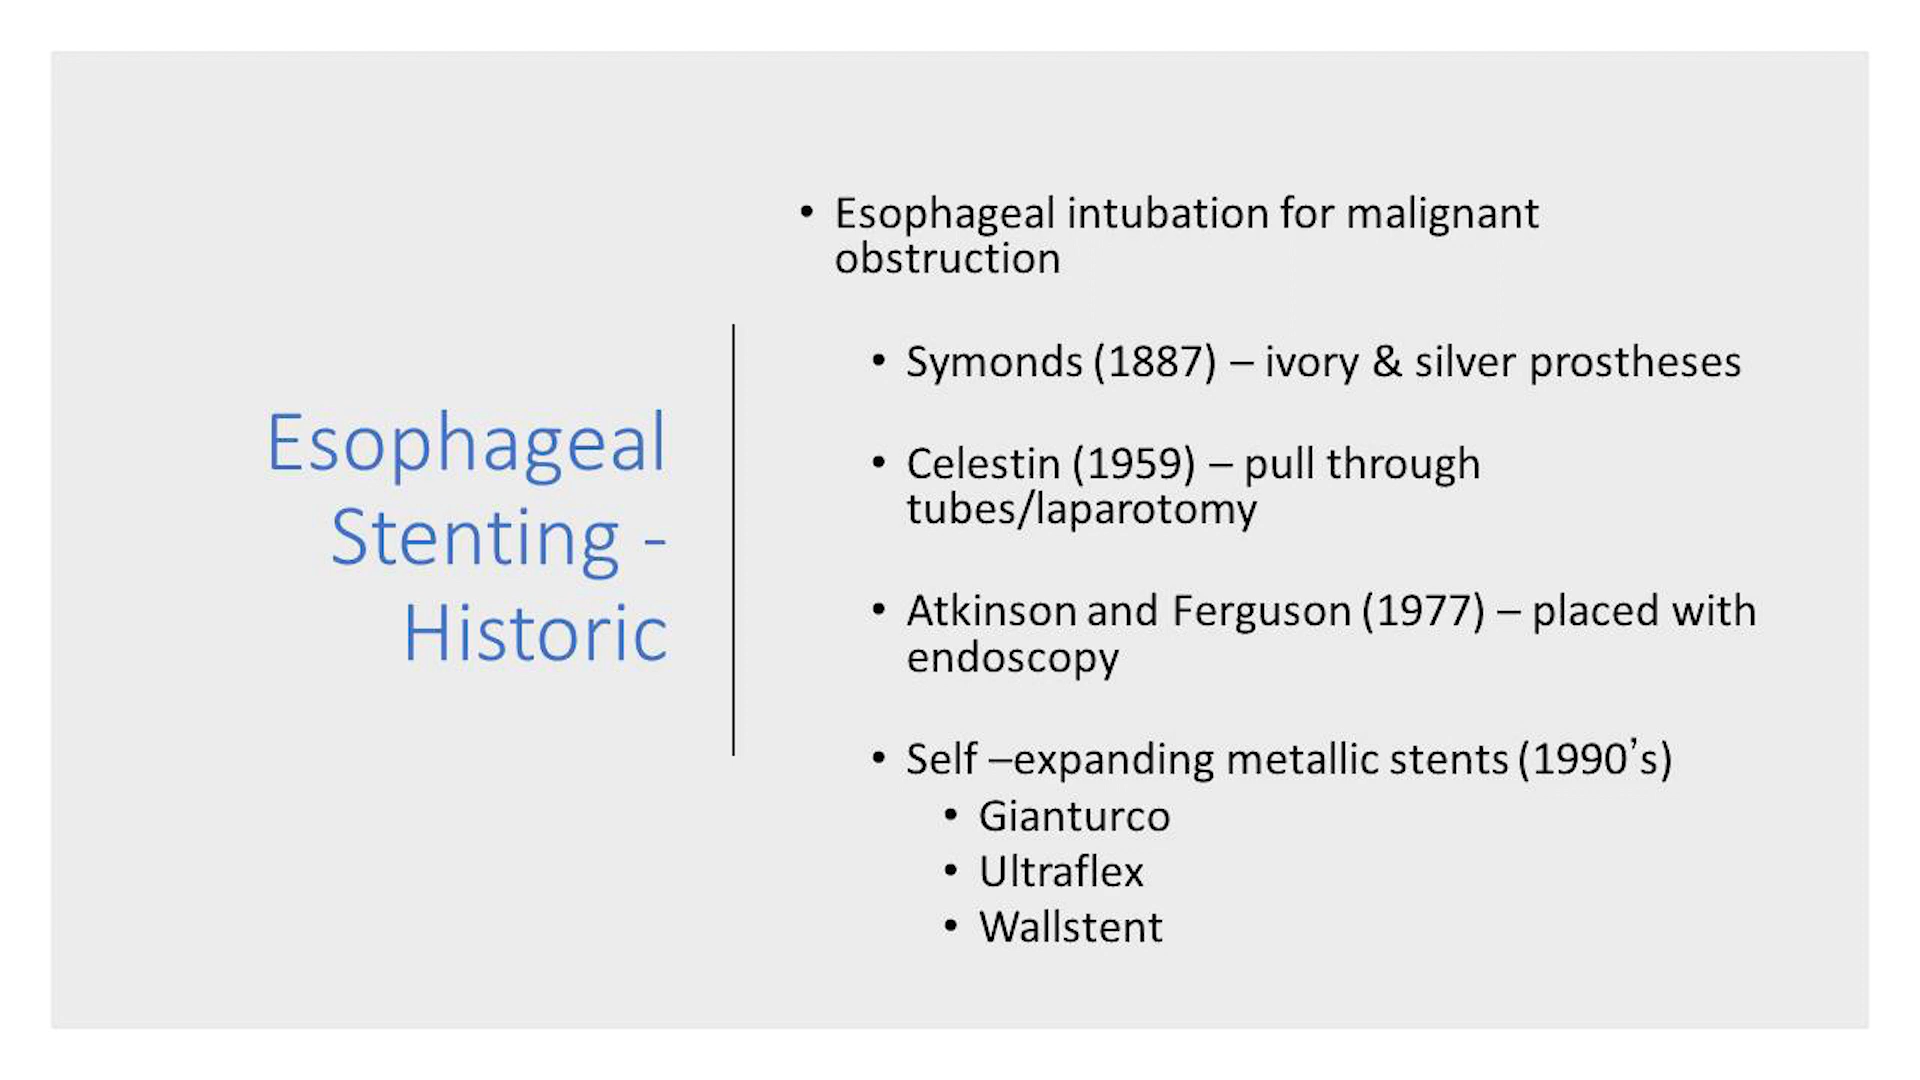 Esophageal
Stenting -
Historic
• Esophageal intubation for malignant
obstruction
• Symonds (1887) – ivory & silver prostheses
• Celestin (1959) – pull through
tubes/laparotomy
• Atkinson and Ferguson (1977) – placed with
endoscopy
• Self –expanding metallic stents (1990’s)
• Gianturco
• Ultraflex
• Wallstent